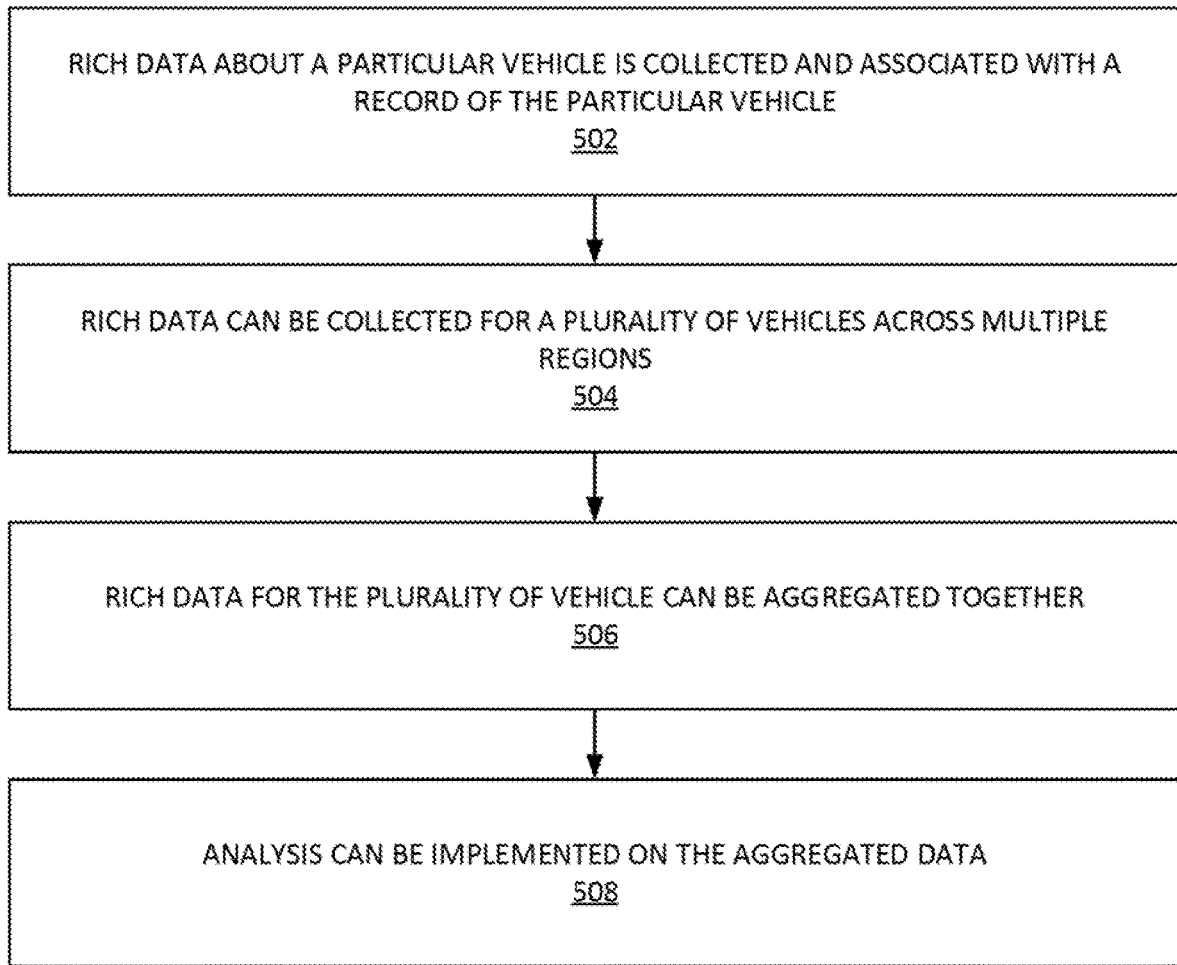 RICH DATA ABOUT A PARTICULAR VEHICLE IS COLLECTED AND ASSOCIATED WITH A
RECORD OF THE PARTICULAR VEHICLE
502
RICH DATA CAN BE COLLECTED FOR A PLURALITY OF VEHICLES ACROSS MULTIPLE
REGIONS
504
RICH DATA FOR THE PLURALITY OF VEHICLE CAN BE AGGREGATED TOGETHER
506
ANALYSIS CAN BE IMPLEMENTED ON THE AGGREGATED DATA
508